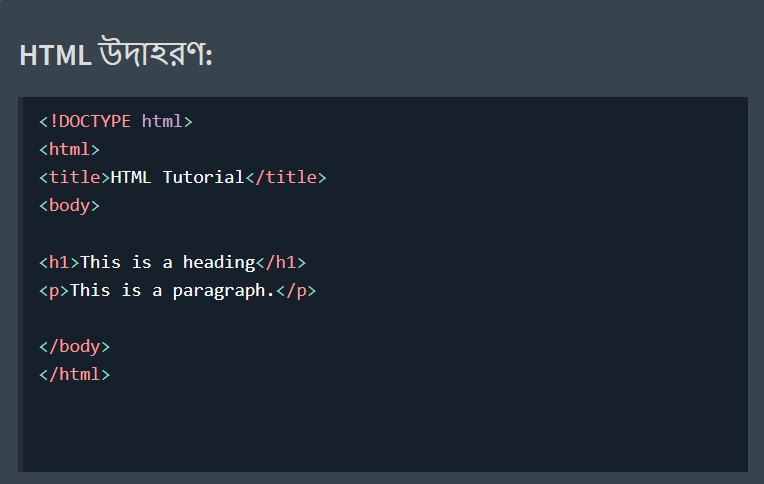 HTML উদাহরণ:
<!DOCTYPE html>
<html>
<title>HTML Tutorial</title>
<body>
<h1>This is a heading</h1>
<p>This is a paragraph.</p>
</body>
</html>